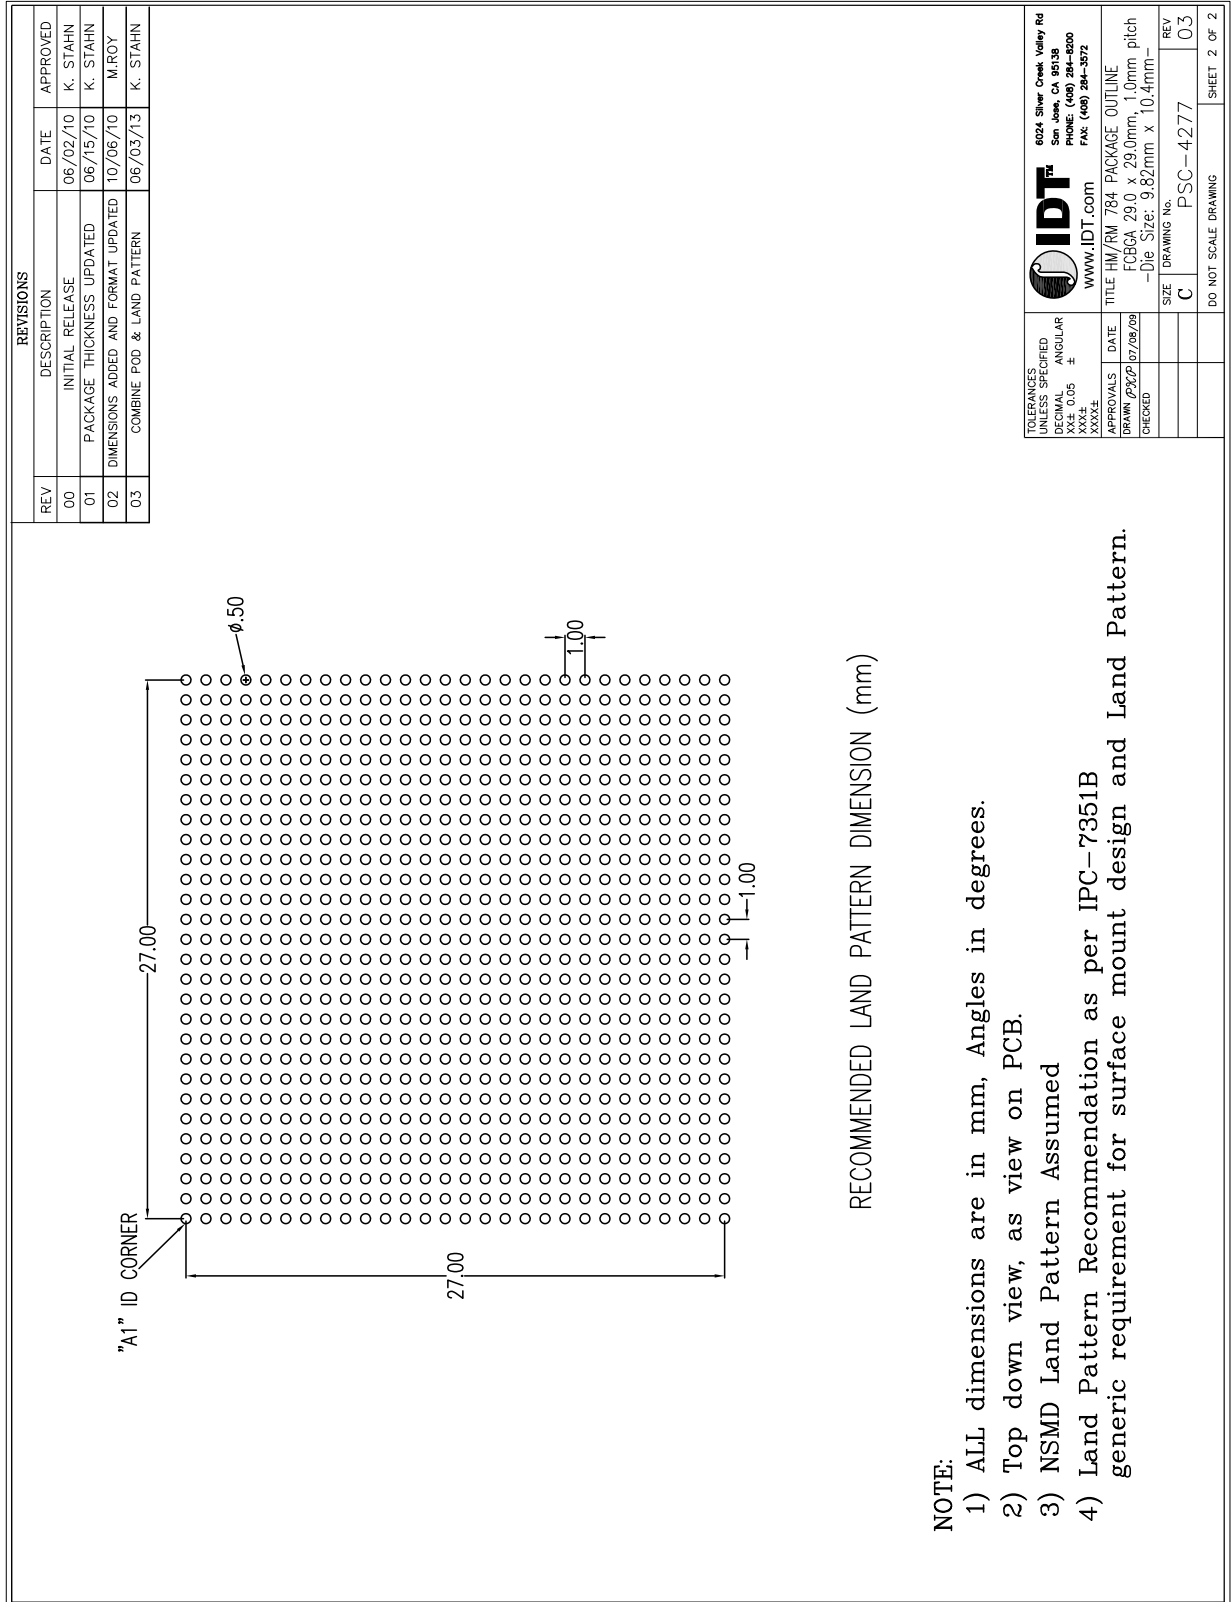 REVISIONS
REV DESCRIPTION DATE APPROVED
00 INITIAL RELEASE 06/02/10 K. STAHN
01 PACKAGE THICKNESS UPDATED 06/15/10 K. STAHN
02 DIMENSIONS ADDED AND FORMAT UPDATED 10/06/10 M.ROY
03 COMBINE POD & LAND PATTERN 06/03/13 K. STAHN
"A1" ID CORNER
27.00
ø.50
27.00
1.00
1.00
RECOMMENDED LAND PATTERN DIMENSION (mm)
NOTE:
1) ALL dimensions are in mm, Angles in degrees.
2) Top down view, as view on PCB.
3) NSMD Land Pattern Assumed
4) Land Pattern Recommendation as per IPC-7351B
generic requirement for surface mount design and Land Pattern.
TOLERANCES
UNLESS SPECIFIED
DECIMAL ANGULAR
XX± 0.05 ±
XXX±
XXXX±
APPROVALS DATE
DRAWN 07/08/09
CHECKED
IDT™
www.IDT.com
6024 Silver Creek Valley Rd
San Jose, CA 95138
PHONE: (408) 284-8200
FAX: (408) 284-3572
TITLE HM/RM 784 PACKAGE OUTLINE
FCBGA 29.0 x 29.0mm, 1.0mm pitch
-Die Size: 9.82mm x 10.4mm-
SIZE DRAWING No. REV
C PSC-4277 03
DO NOT SCALE DRAWING SHEET 2 OF 2